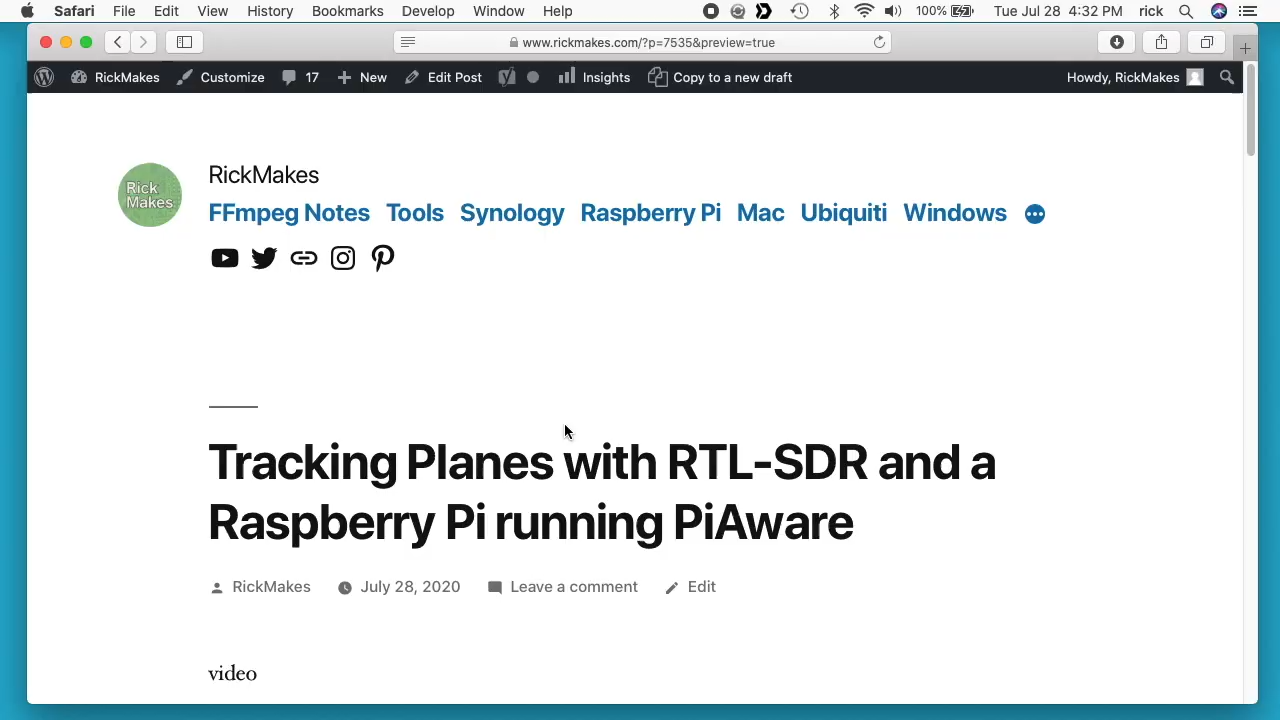 Safari File Edit View History Bookmarks Develop Window Help 100% Tue Jul 28 4:32 PM rick
www.rickmakes.com/?p=7535&preview=true
RickMakes Customize 17 New Edit Post Insights Copy to a new draft Howdy, RickMakes
Rick
Makes
RickMakes
FFmpeg Notes Tools Synology Raspberry Pi Mac Ubiquiti Windows
Tracking Planes with RTL-SDR and a
Raspberry Pi running PiAware
RickMakes July 28, 2020 Leave a comment Edit
video